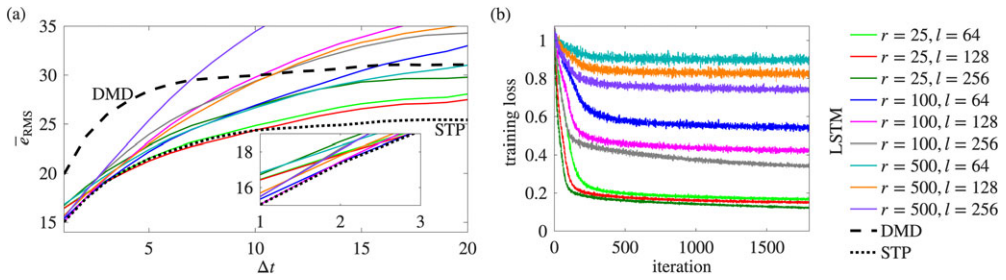 (a)
35
30
25
20
15
ē_RMS
DMD
STP
18
16
1 2 3
5 10 15 20
Δt
(b)
1
0.8
0.6
0.4
0.2
0
training loss
0 500 1000 1500
iteration
LSTM
r = 25, l = 64
r = 25, l = 128
r = 25, l = 256
r = 100, l = 64
r = 100, l = 128
r = 100, l = 256
r = 500, l = 64
r = 500, l = 128
r = 500, l = 256
DMD
STP